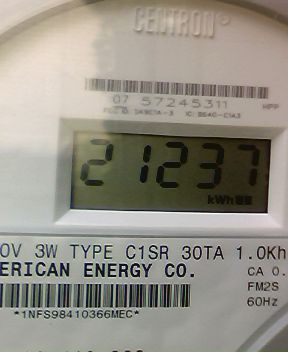 CENTRON®
07 57245311 HPP
21237
kWh
0V 3W TYPE C1SR 30TA 1.0Kh
ERICAN ENERGY CO. CA 0.
FM2S
60Hz
*1NFS98410366MEC*